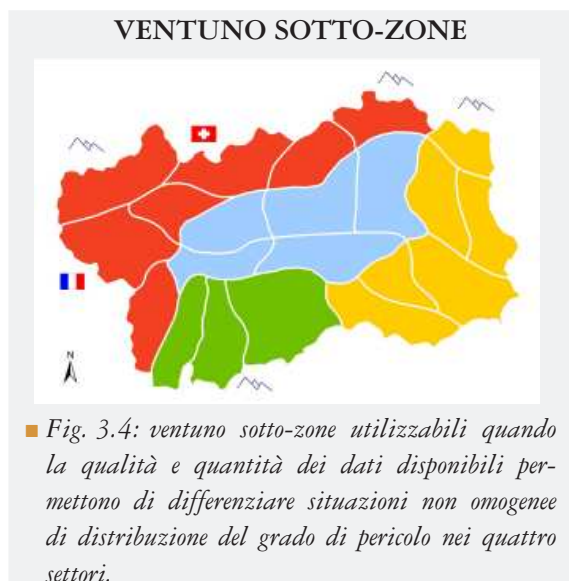 VENTUNO SOTTO-ZONE
N
Fig. 3.4: ventuno sotto-zone utilizzabili quando
la qualità e quantità dei dati disponibili per-
mettono di differenziare situazioni non omogenee
di distribuzione del grado di pericolo nei quattro
settori.